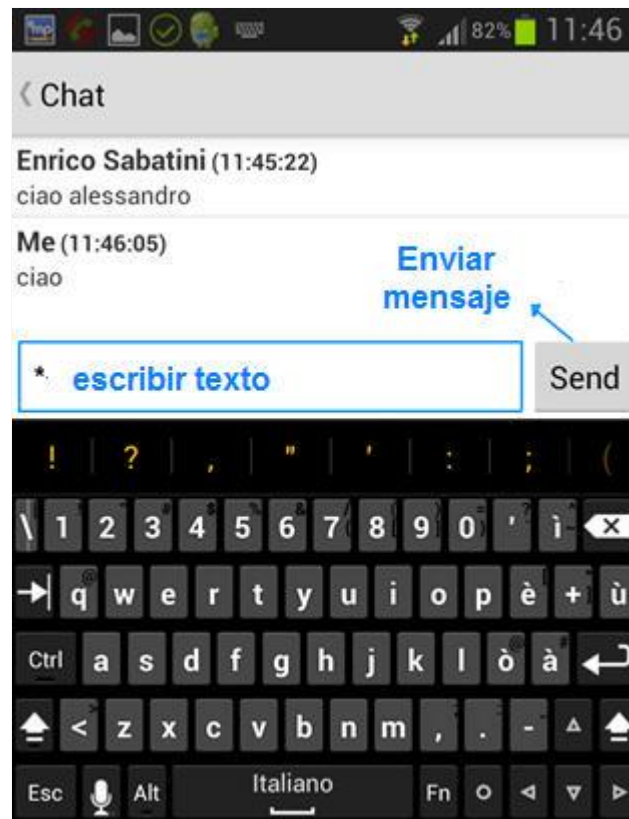 82% 11:46
Chat
Enrico Sabatini (11:45:22)
ciao alessandro
Me (11:46:05)
ciao
Enviar
mensaje
* escribir texto
Send
! ? , " ' : ; (
\ 1 2 3 4 5 6 7 8 9 0 ' ì
q w e r t y u i o p è + ù
Ctrl a s d f g h j k l ò à
< z x c v b n m , . -
Esc Alt Italiano Fn